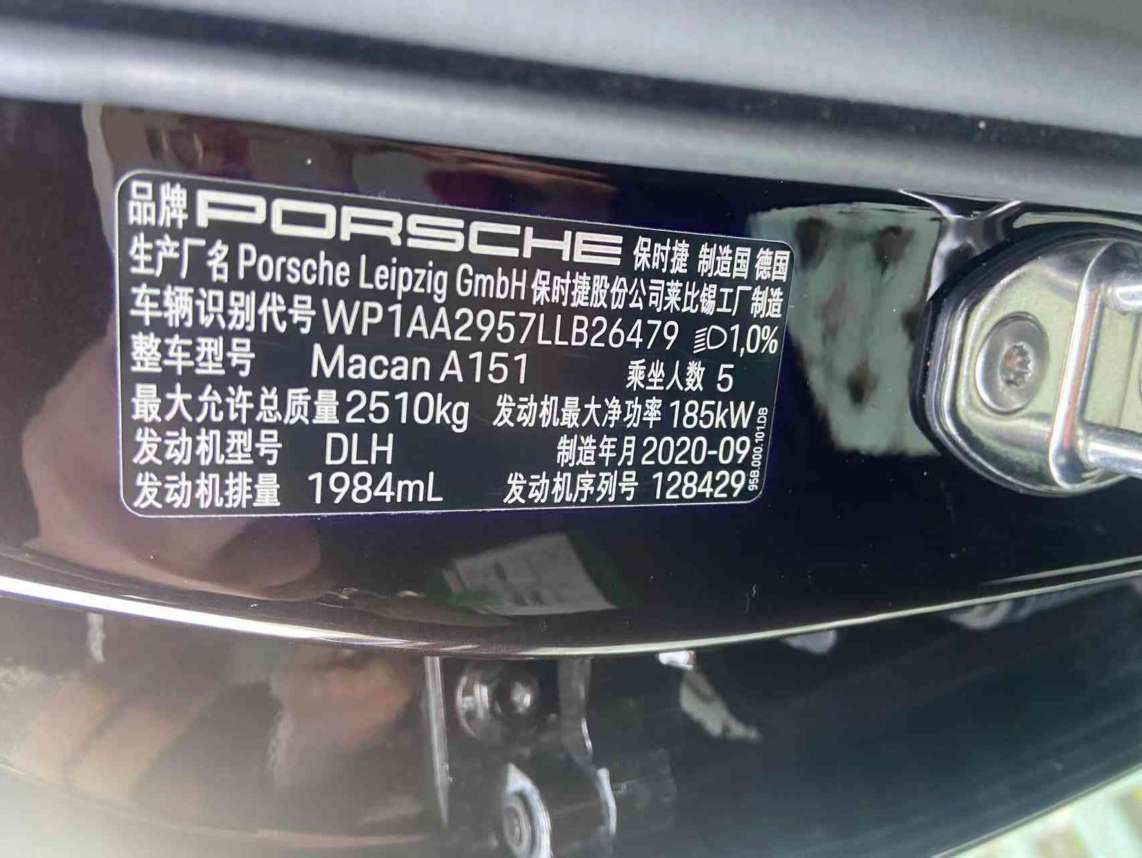 品牌 PORSCHE 保时捷 制造国 德国
生产厂名 Porsche Leipzig GmbH 保时捷股份公司莱比锡工厂制造
车辆识别代号 WP1AA2957LLB26479 1,0%
整车型号 Macan A151 乘坐人数 5
最大允许总质量 2510kg 发动机最大净功率 185kW
发动机型号 DLH 制造年月 2020-09
发动机排量 1984mL 发动机序列号 128429
95B.000.101.DB